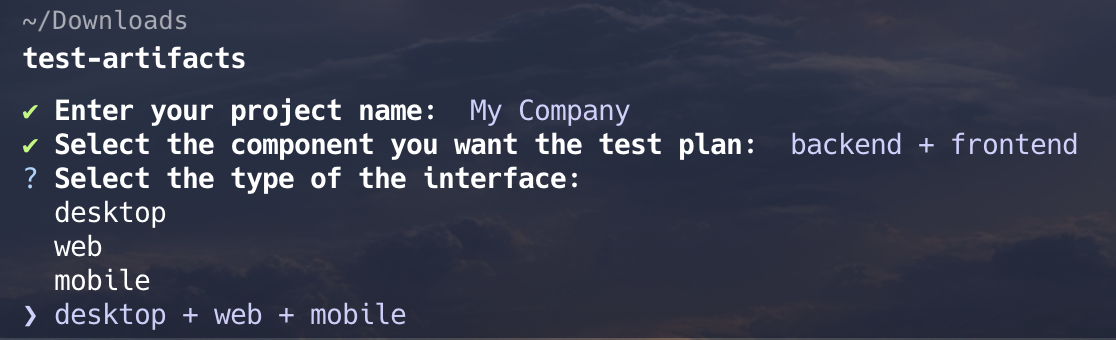 ~/Downloads
test-artifacts
✔ Enter your project name: My Company
✔ Select the component you want the test plan: backend + frontend
? Select the type of the interface:
desktop
web
mobile
❯ desktop + web + mobile